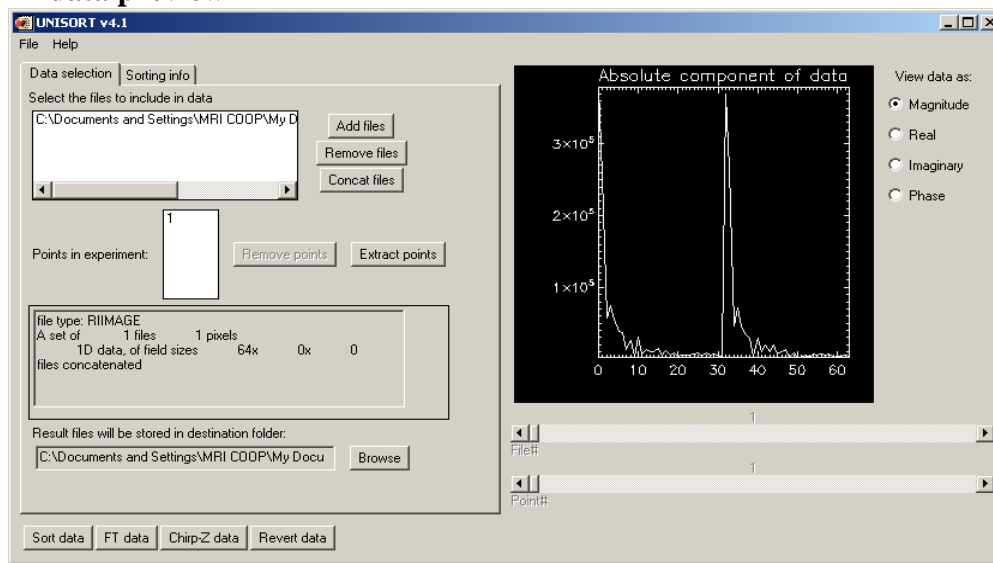 UNISORT v4.1
File Help
Data selection Sorting info
Select the files to include in data
C:\Documents and Settings\MRI COOP\My D
Add files
Remove files
Concat files
Points in experiment:
1
Remove points
Extract points
file type: RIIMAGE
A set of 1 files 1 pixels
1D data, of field sizes 64x 0x 0
files concatenated
Result files will be stored in destination folder:
C:\Documents and Settings\MRI COOP\My Docu
Browse
Sort data FT data Chirp-Z data Revert data
Absolute component of data
3×10⁵
2×10⁵
1×10⁵
0 10 20 30 40 50 60
View data as:
Magnitude
Real
Imaginary
Phase
1
File#
1
Point#